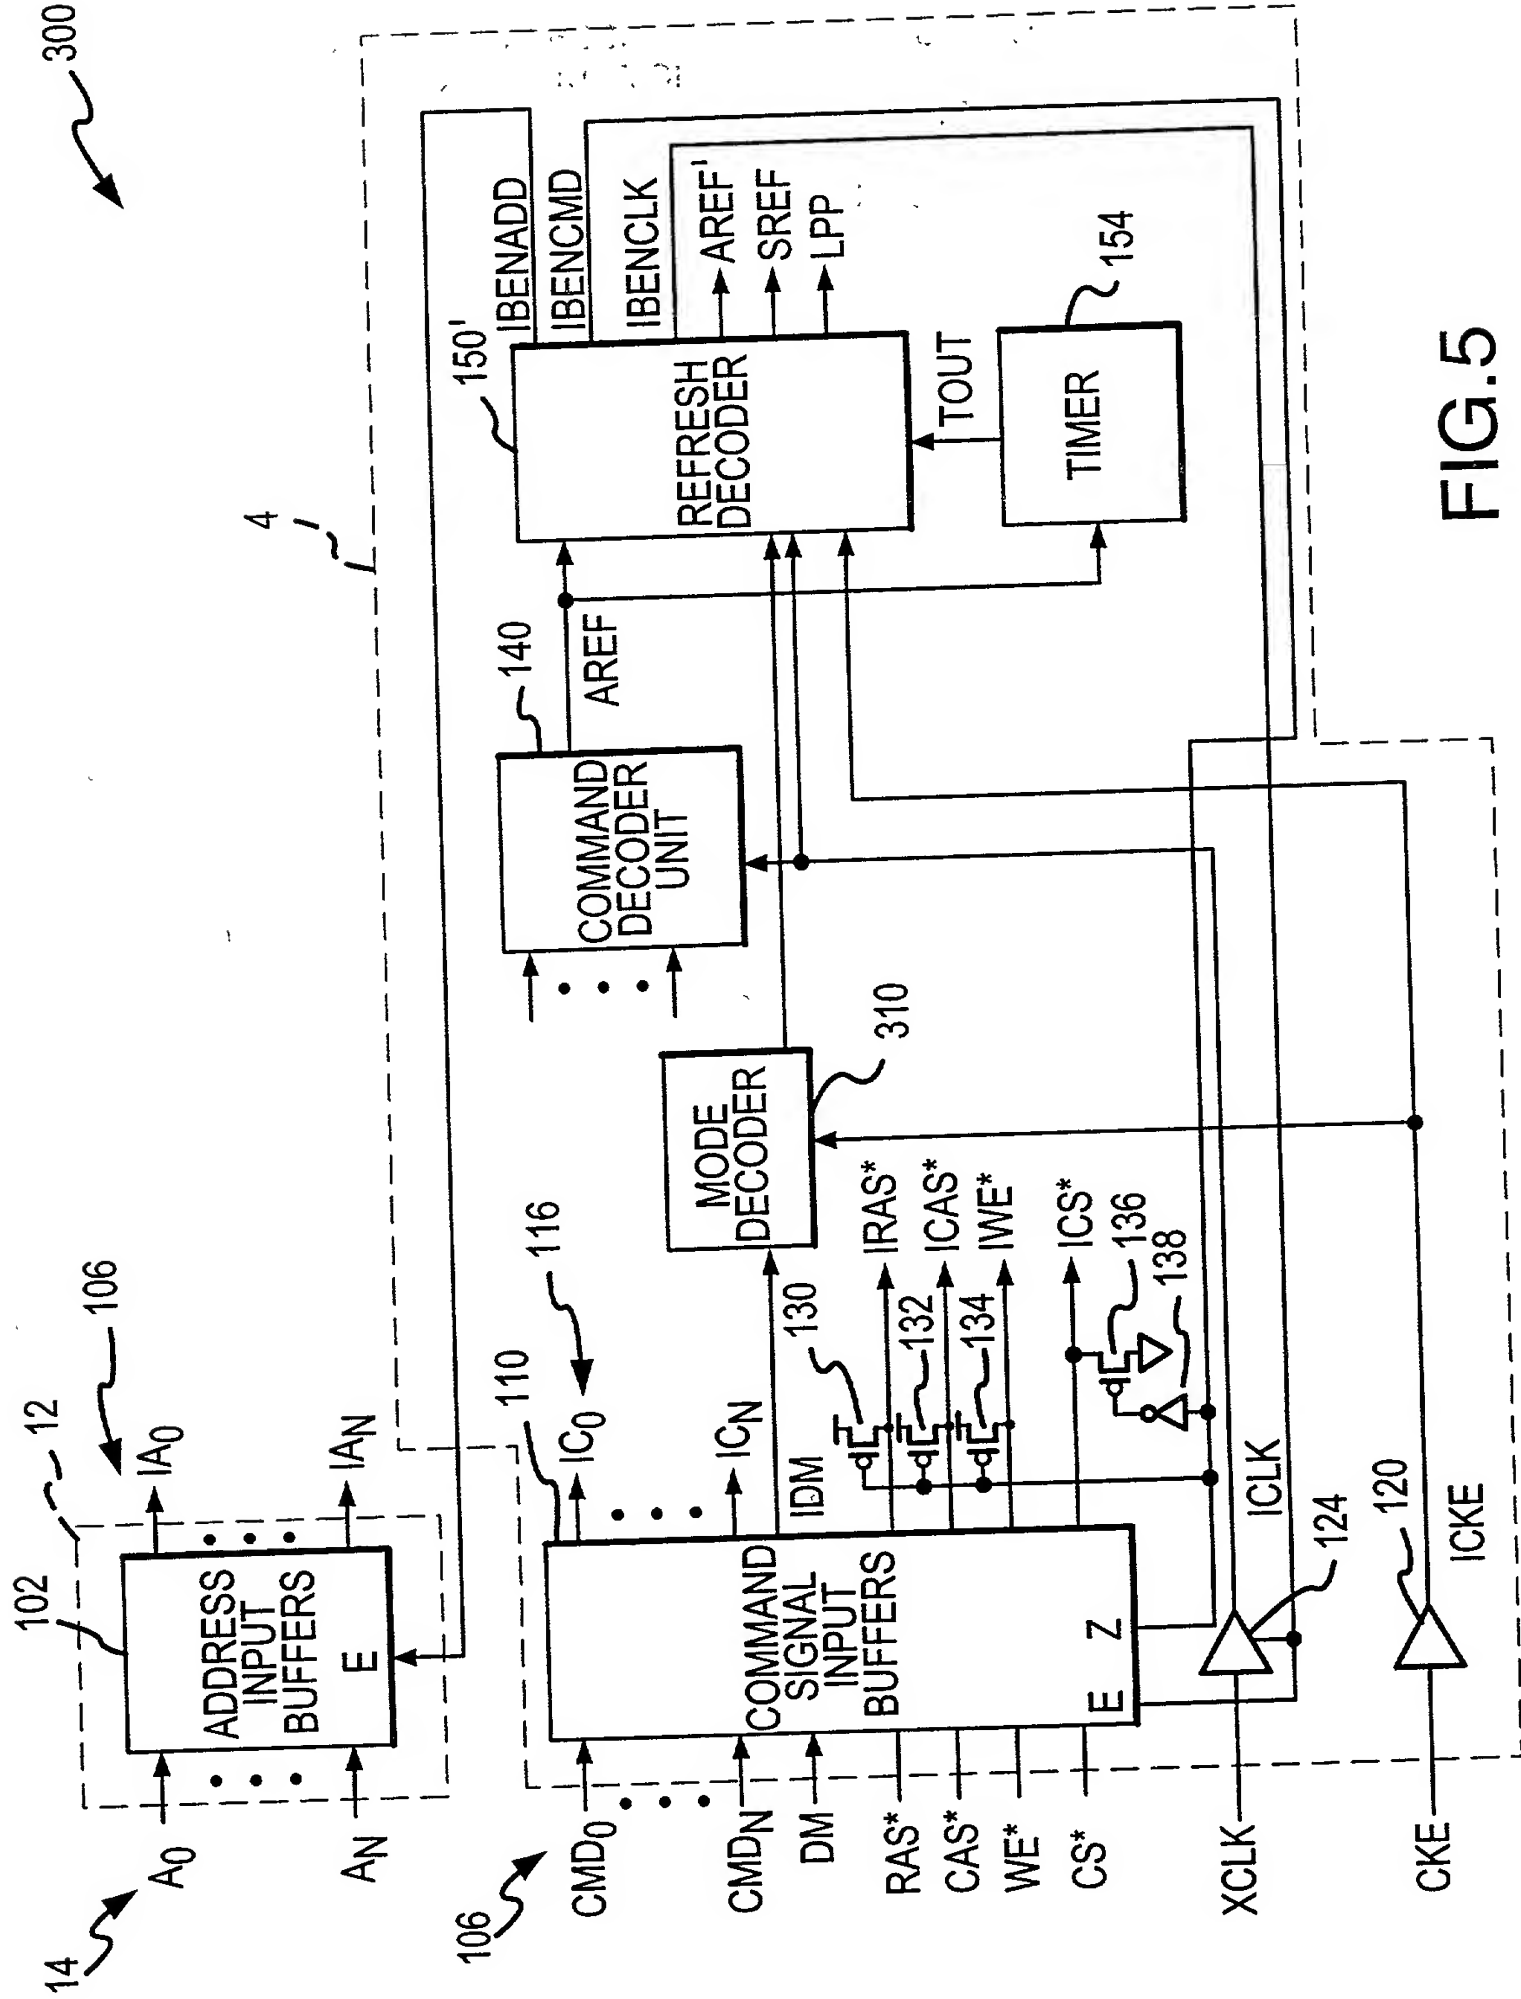 300
14
A0
AN
102
12
ADDRESS
INPUT
BUFFERS
E
106
IA0
IAN
4
106
CMD0
CMDN
DM
RAS*
CAS*
WE*
CS*
XCLK
CKE
110
COMMAND
SIGNAL
INPUT
BUFFERS
E
Z
116
IC0
ICN
IDM
130
132
134
136
138
IRAS*
ICAS*
IWE*
ICS*
124
ICLK
120
ICKE
MODE
DECODER
310
140
COMMAND
DECODER
UNIT
AREF
150'
REFRESH
DECODER
IBENADD
IBENCMD
IBENCLK
AREF'
SREF
LPP
TOUT
TIMER
154
FIG.5